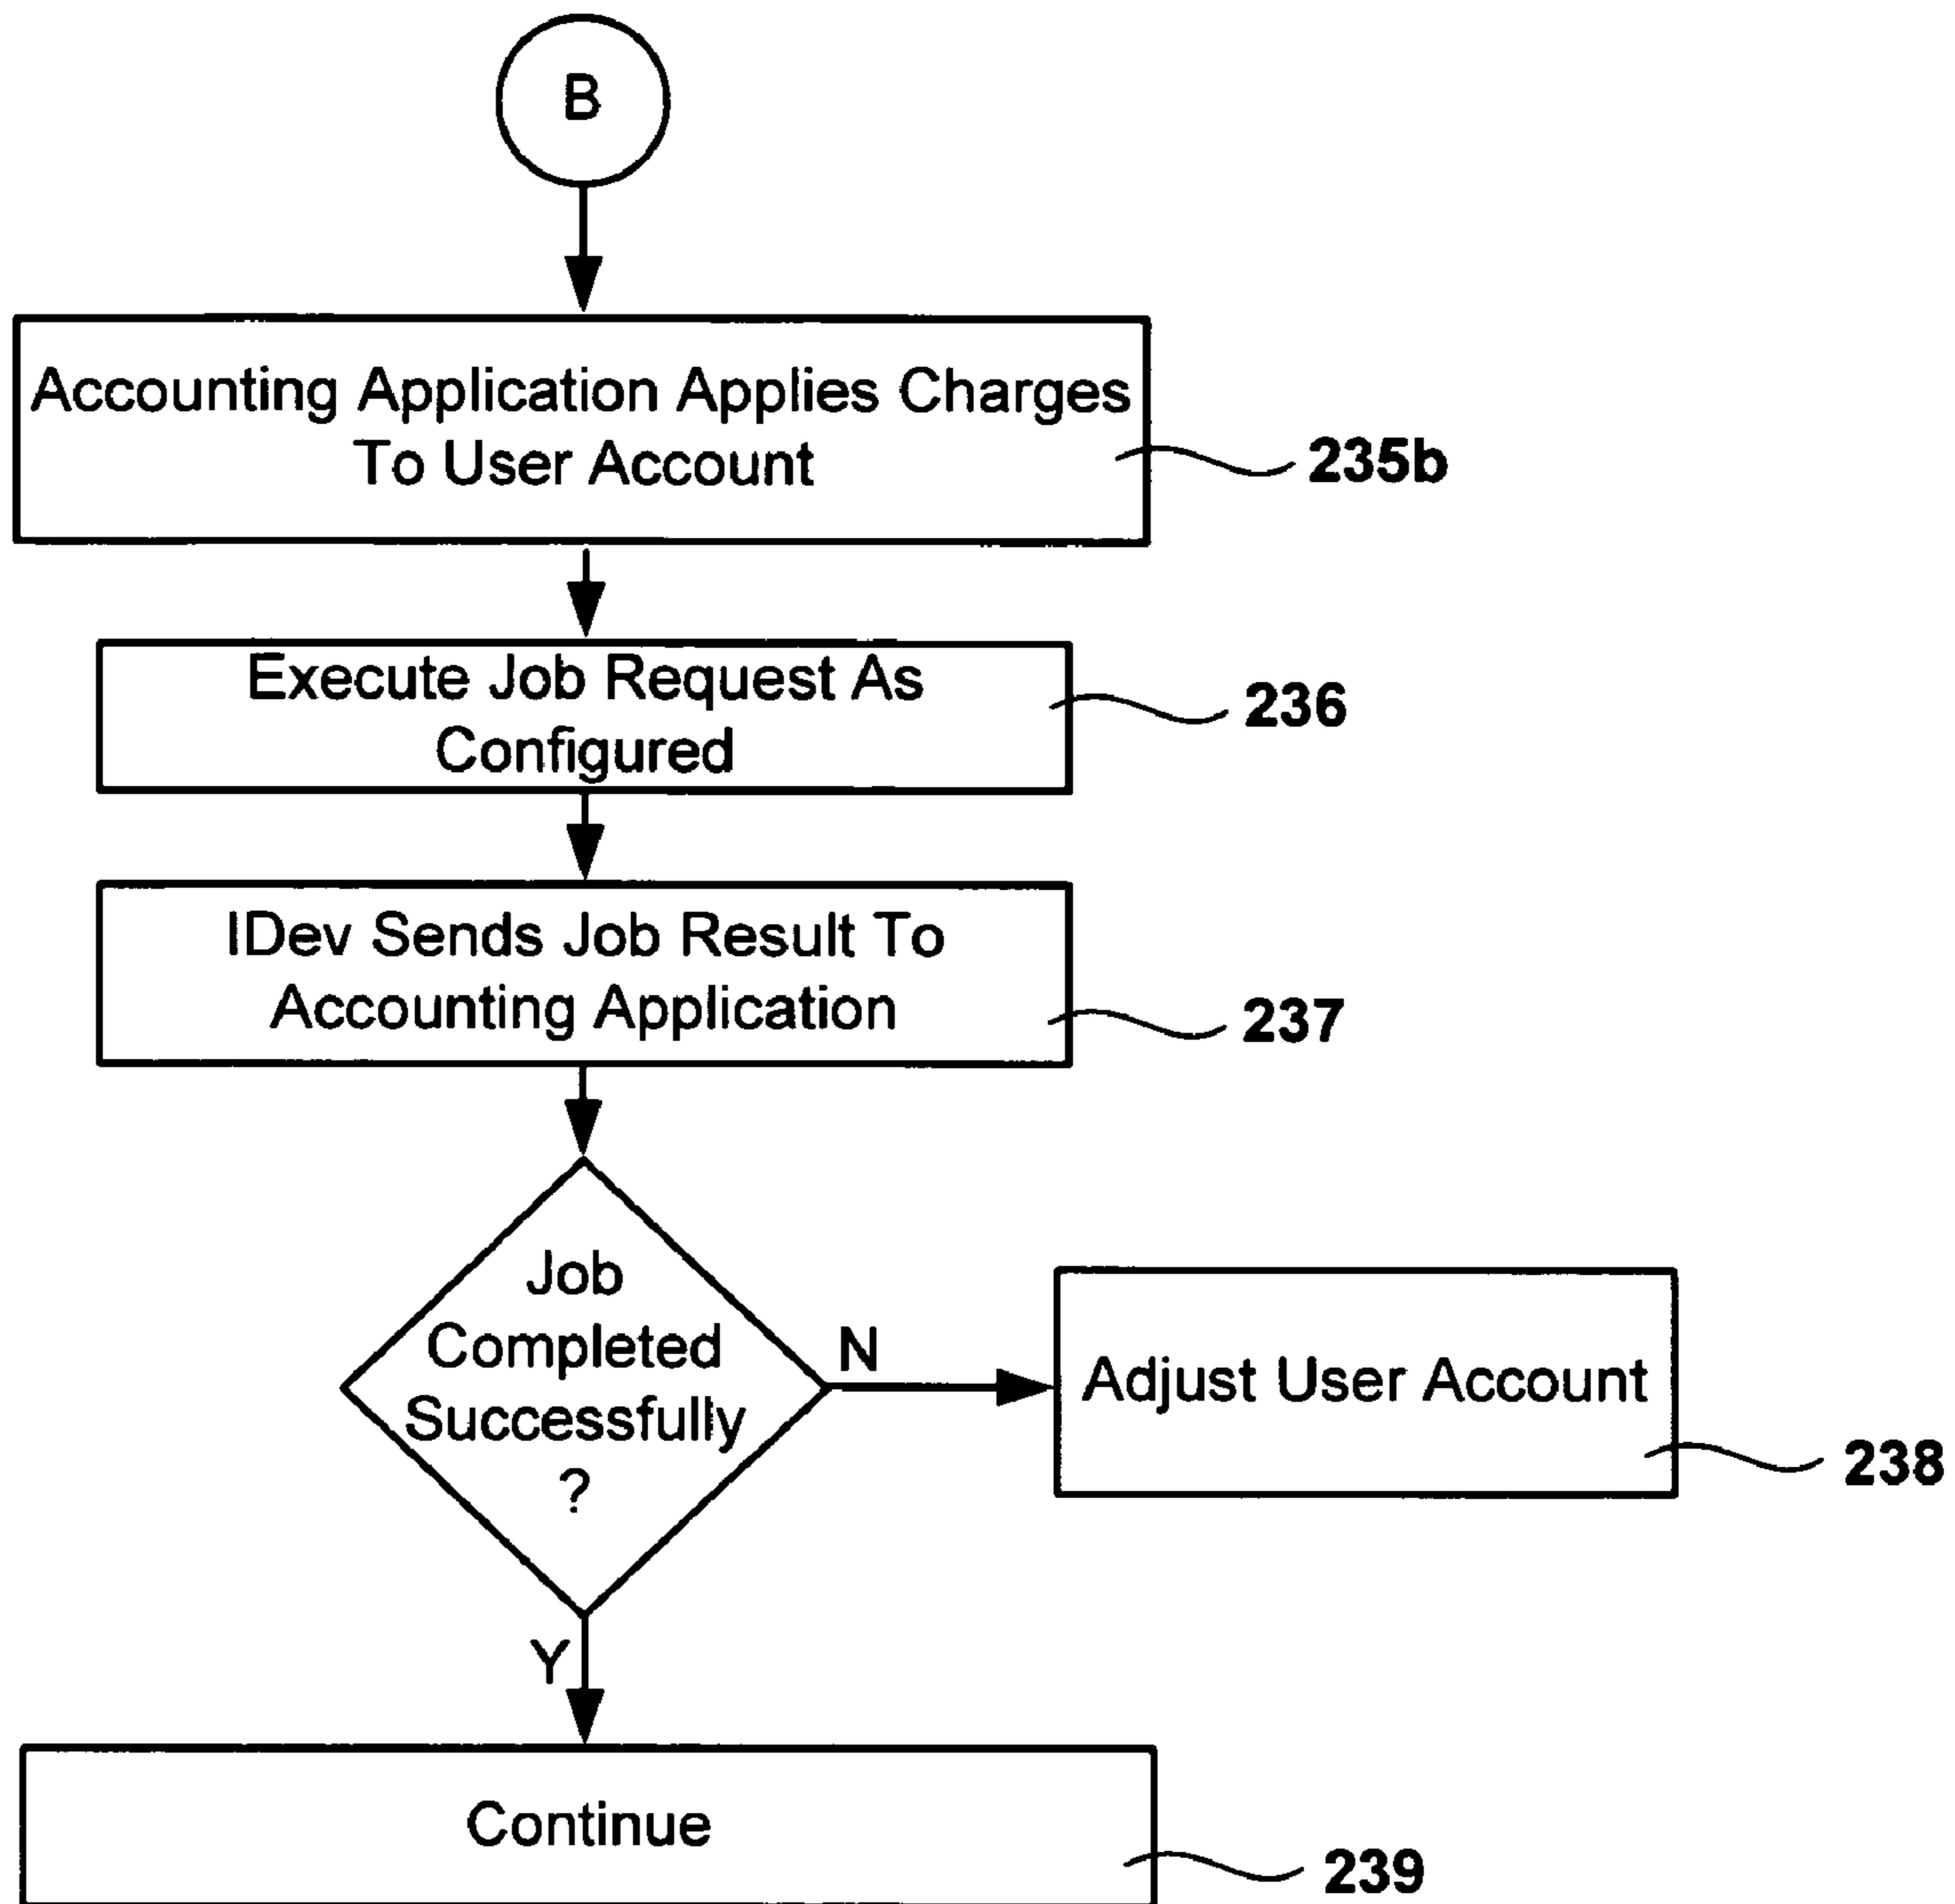 B
Accounting Application Applies Charges
To User Account
235b
Execute Job Request As
Configured
236
IDev Sends Job Result To
Accounting Application
237
Job
Completed
Successfully
?
N
Adjust User Account
238
Y
Continue
239